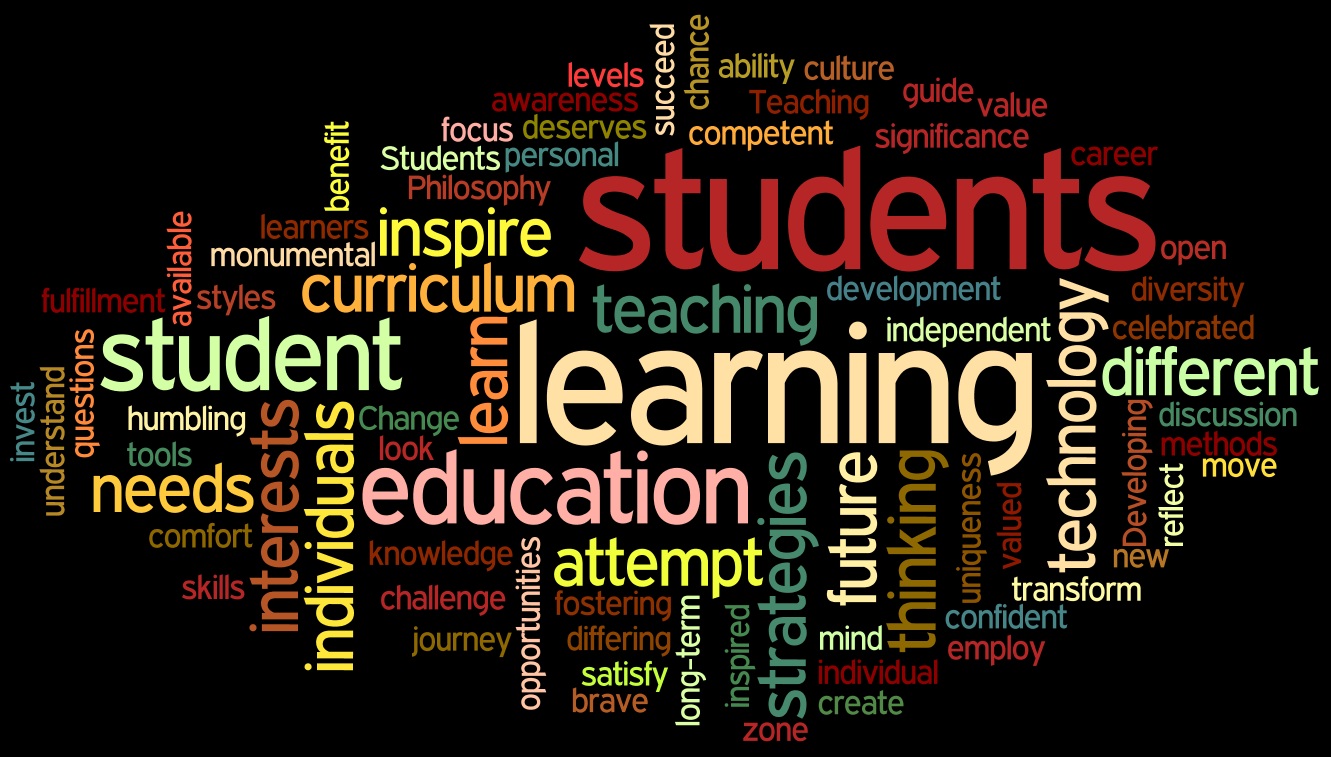 succeed
chance
levels
ability
culture
awareness
Teaching
guide
value
focus
deserves
competent
significance
benefit
Students
personal
career
Philosophy
students
available
learners
inspire
monumental
open
fulfillment
styles
curriculum
teaching
development
diversity
technology
independent
celebrated
student
learn
learning
different
questions
invest
understand
humbling
interests
individuals
Change
discussion
tools
look
methods
Developing
move
needs
education
strategies
future
thinking
uniqueness
valued
reflect
comfort
knowledge
opportunities
attempt
new
skills
challenge
fostering
long-term
inspired
transform
journey
differing
mind
confident
employ
satisfy
individual
brave
create
zone